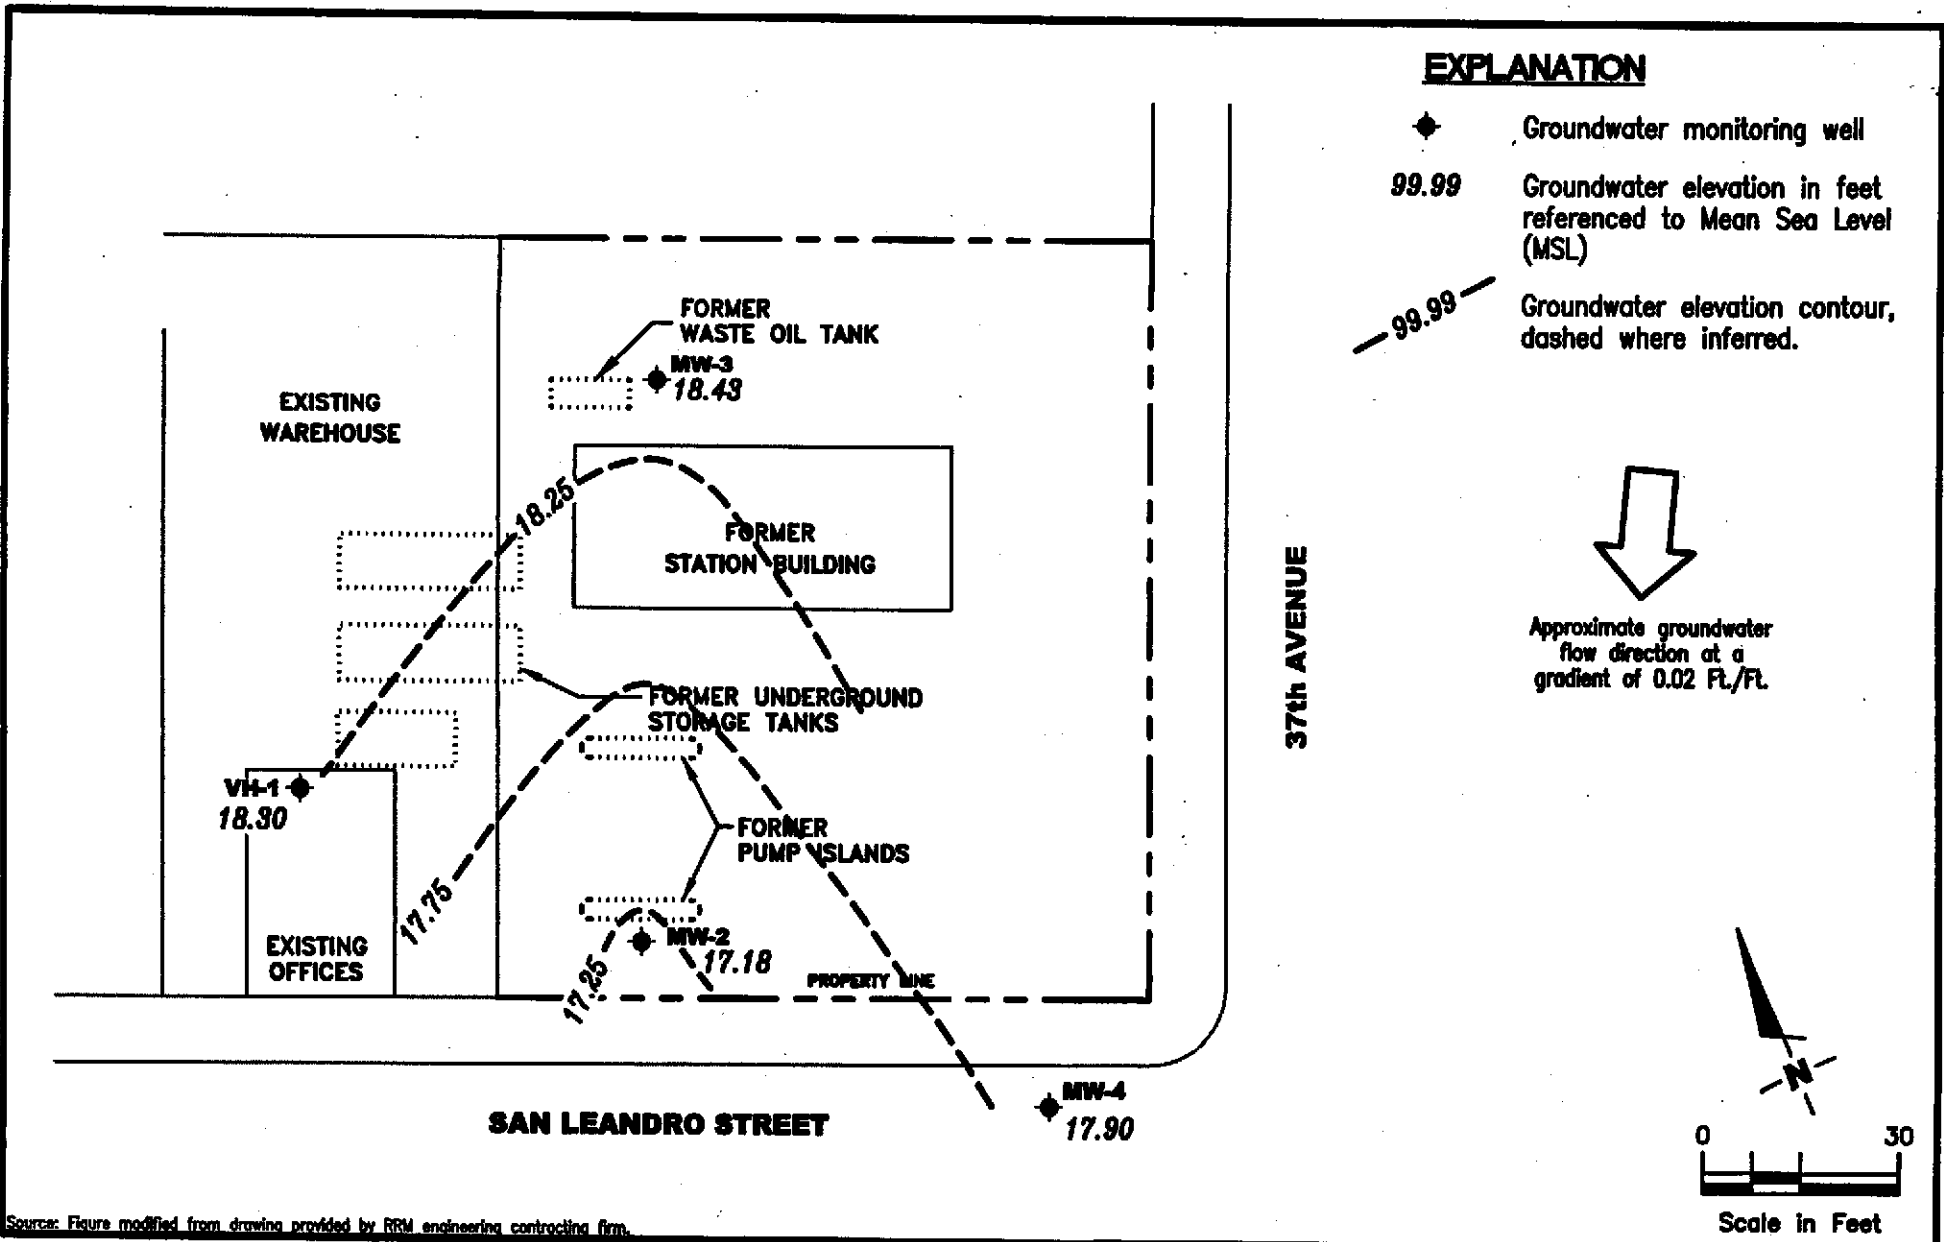 EXPLANATION
Groundwater monitoring well
99.99
Groundwater elevation in feet
referenced to Mean Sea Level
(MSL)
99.99
Groundwater elevation contour,
dashed where inferred.
FORMER
WASTE OIL TANK
MW-3
18.43
EXISTING
WAREHOUSE
18.25
FORMER
STATION BUILDING
37th AVENUE
Approximate groundwater
flow direction at a
gradient of 0.02 Ft./Ft.
FORMER UNDERGROUND
STORAGE TANKS
VH-1
18.30
FORMER
PUMP ISLANDS
17.75
EXISTING
OFFICES
MW-2
17.18
17.25
PROPERTY LINE
N
MW-4
17.90
SAN LEANDRO STREET
0 30
Scale in Feet
Source: Figure modified from drawing provided by RRM engineering contracting firm.